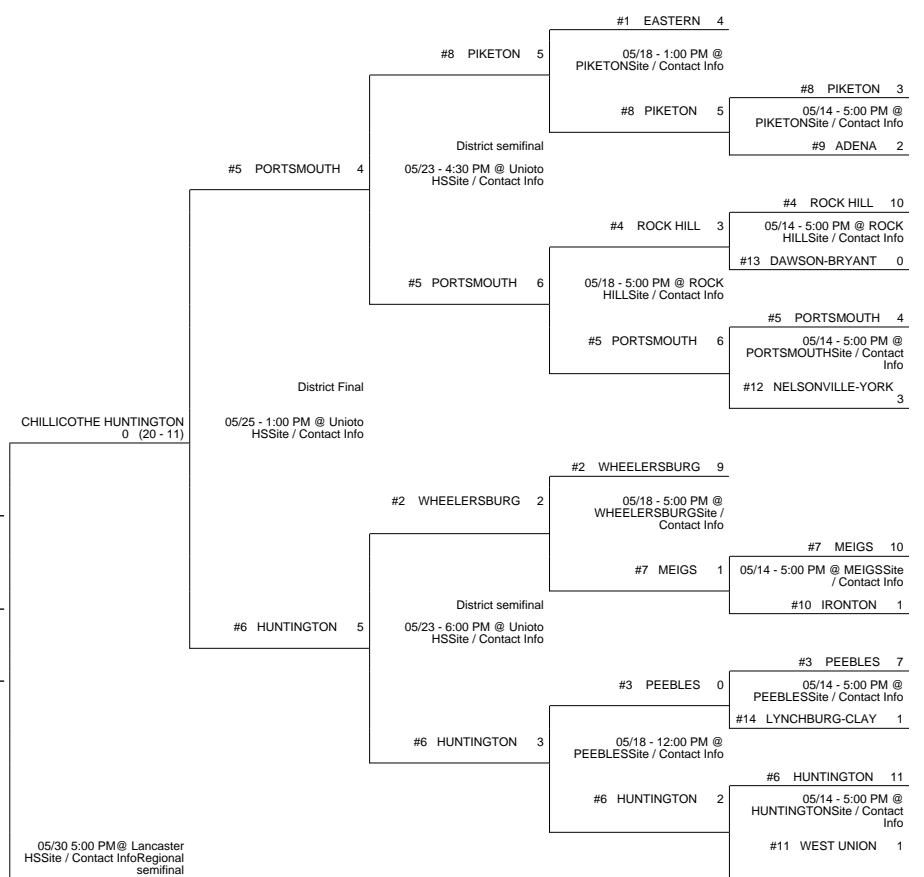 #1 EASTERN 4
#8 PIKETON 5
05/18 - 1:00 PM @
PIKETONSite / Contact Info
#8 PIKETON 3
#8 PIKETON 5
05/14 - 5:00 PM @
PIKETONSite / Contact Info
District semifinal
#9 ADENA 2
#5 PORTSMOUTH 4
05/23 - 4:30 PM @ Unioto
HSSite / Contact Info
#4 ROCK HILL 10
#4 ROCK HILL 3
05/14 - 5:00 PM @ ROCK
HILLSite / Contact Info
#13 DAWSON-BRYANT 0
#5 PORTSMOUTH 6
05/18 - 5:00 PM @ ROCK
HILLSite / Contact Info
#5 PORTSMOUTH 4
#5 PORTSMOUTH 6
05/14 - 5:00 PM @
PORTSMOUTHSite / Contact
Info
District Final
#12 NELSONVILLE-YORK
3
CHILLICOTHE HUNTINGTON
0 (20 - 11)
05/25 - 1:00 PM @ Unioto
HSSite / Contact Info
#2 WHEELERSBURG 9
#2 WHEELERSBURG 2
05/18 - 5:00 PM @
WHEELERSBURGSite /
Contact Info
#7 MEIGS 10
#7 MEIGS 1
05/14 - 5:00 PM @ MEIGSSite
/ Contact Info
District semifinal
#10 IRONTON 1
#6 HUNTINGTON 5
05/23 - 6:00 PM @ Unioto
HSSite / Contact Info
#3 PEEBLES 7
#3 PEEBLES 0
05/14 - 5:00 PM @
PEEBLESSite / Contact Info
#14 LYNCHBURG-CLAY 1
#6 HUNTINGTON 3
05/18 - 12:00 PM @
PEEBLESSite / Contact Info
#6 HUNTINGTON 11
#6 HUNTINGTON 2
05/14 - 5:00 PM @
HUNTINGTONSite / Contact
Info
#11 WEST UNION 1
05/30 5:00 PM@ Lancaster
HSSite / Contact InfoRegional
semifinal